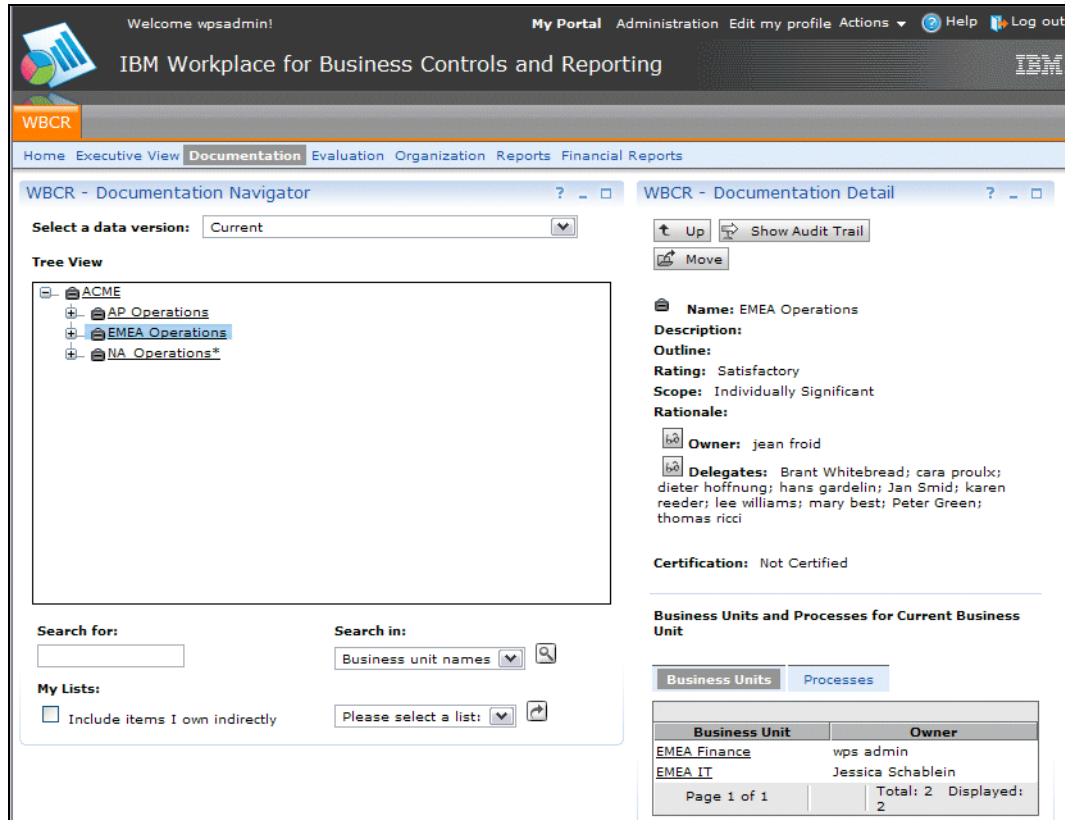 Welcome wpsadmin!
My Portal Administration Edit my profile Actions ? Help Log out
IBM Workplace for Business Controls and Reporting
IBM
WBCR
Home Executive View Documentation Evaluation Organization Reports Financial Reports
WBCR - Documentation Navigator ?
Select a data version: Current
Tree View
ACME
AP Operations
EMEA Operations
NA Operations*
Search for: Search in:
Business unit names
My Lists:
Include items I own indirectly Please select a list:
WBCR - Documentation Detail ?
Up Show Audit Trail
Move
Name: EMEA Operations
Description:
Outline:
Rating: Satisfactory
Scope: Individually Significant
Rationale:
Owner: jean froid
Delegates: Brant Whitebread; cara proulx;
dieter hoffnung; hans gardelin; Jan Smid; karen
reeder; lee williams; mary best; Peter Green;
thomas ricci
Certification: Not Certified
Business Units and Processes for Current Business
Unit
Business Units Processes
Business Unit Owner
EMEA Finance wps admin
EMEA IT Jessica Schablein
Page 1 of 1 Total: 2 Displayed:
2